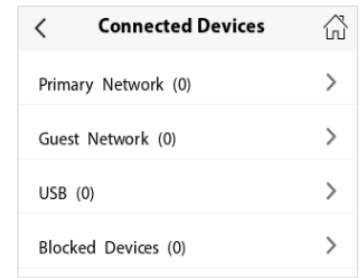 Connected Devices
Primary Network (0)
Guest Network (0)
USB (0)
Blocked Devices (0)